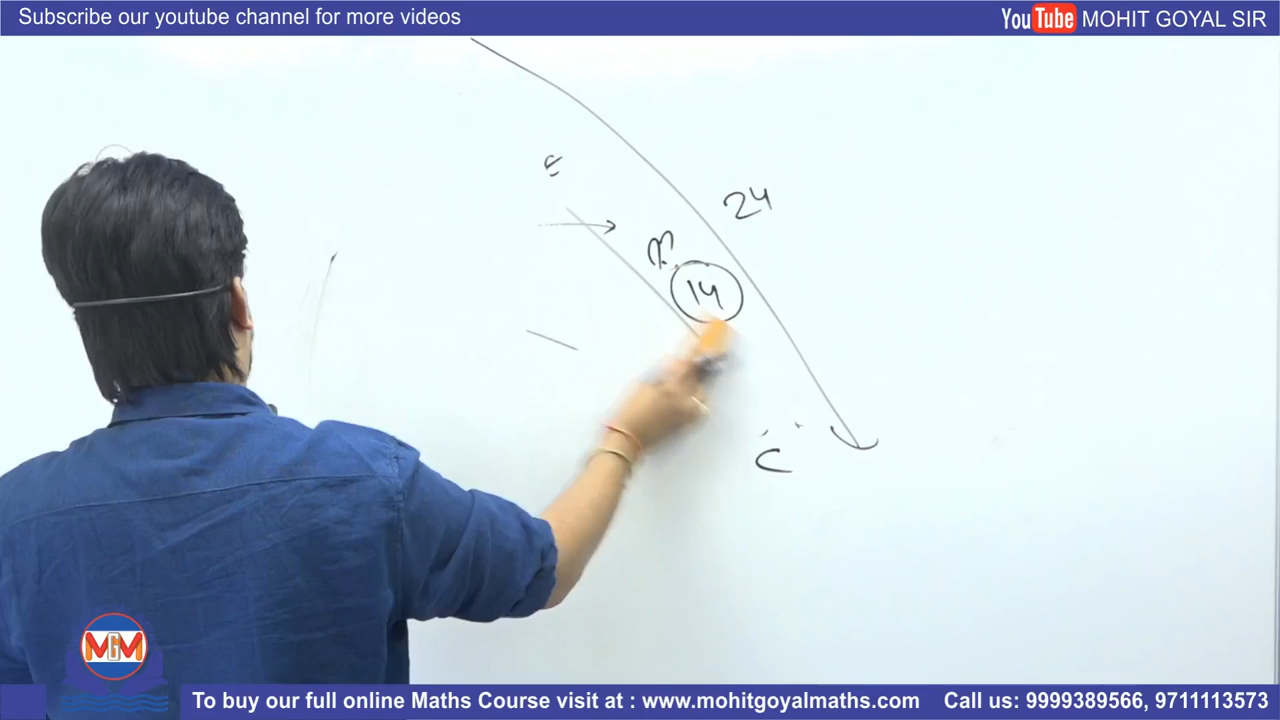 Subscribe our youtube channel for more videos
YouTube MOHIT GOYAL SIR
24
14
C
MGM
To buy our full online Maths Course visit at : www.mohitgoyalmaths.com Call us: 9999389566, 9711113573